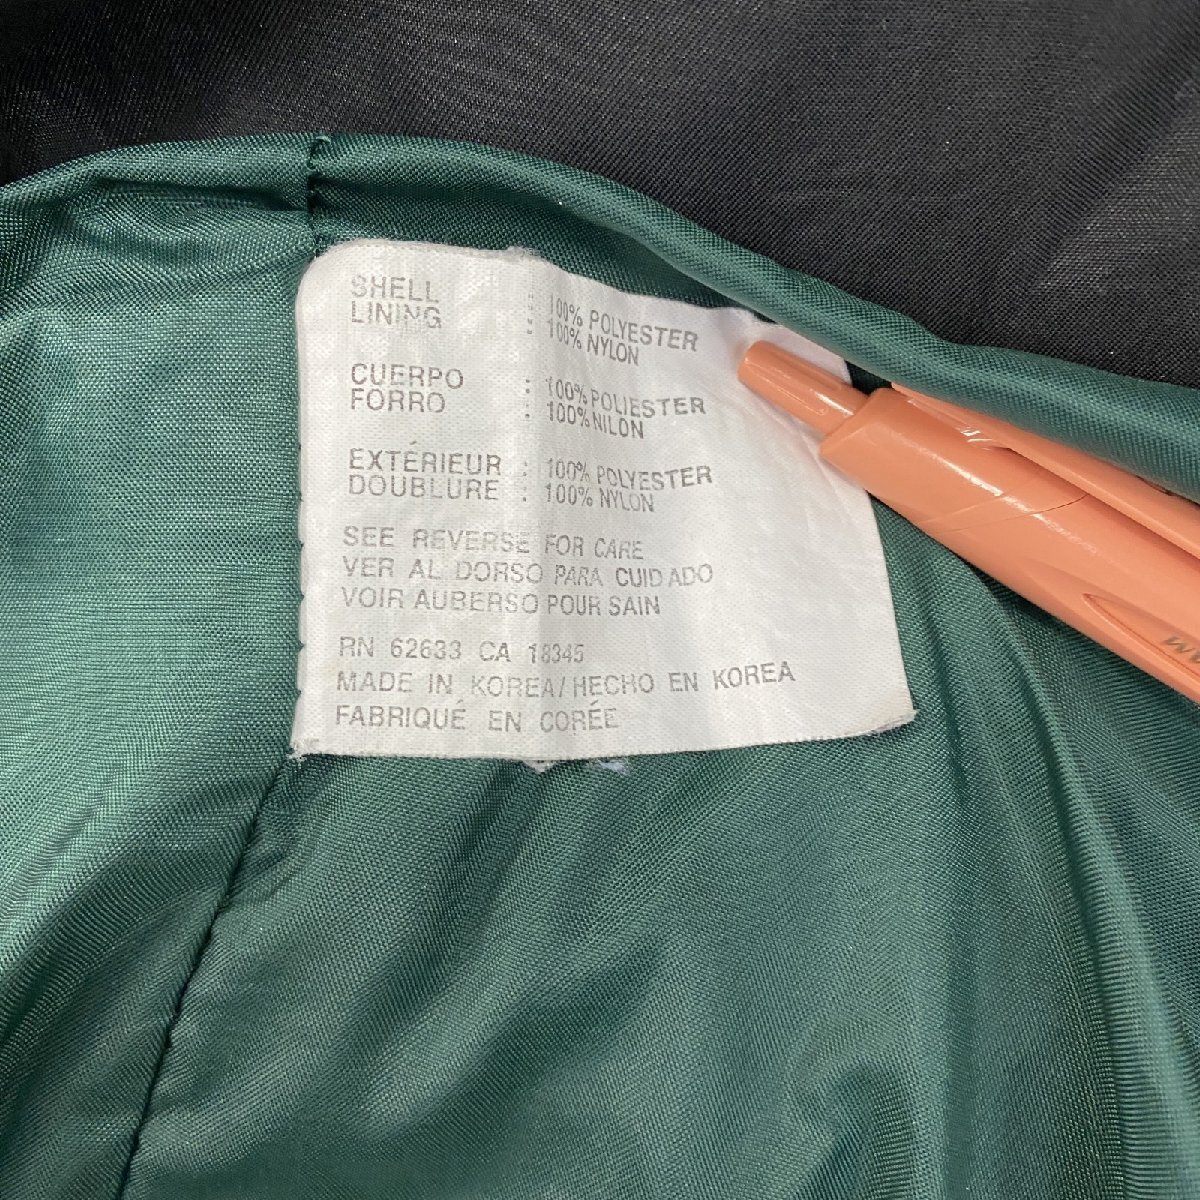 SHELL : 100% POLYESTER
LINING : 100% NYLON
CUERPO : 100% POLIESTER
FORRO : 100% NILON
EXTÉRIEUR : 100% POLYESTER
DOUBLURE : 100% NYLON
SEE REVERSE FOR CARE
VER AL DORSO PARA CUIDADO
VOIR AUBERSO POUR SAIN
RN 62633 CA 18345
MADE IN KOREA/HECHO EN KOREA
FABRIQUÉ EN CORÉE